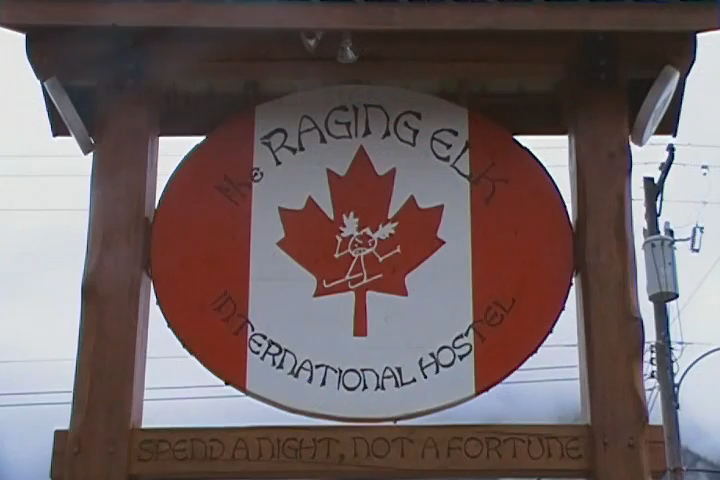 the RAGING ELK
INTERNATIONAL HOSTEL
SPEND A NIGHT, NOT A FORTUNE